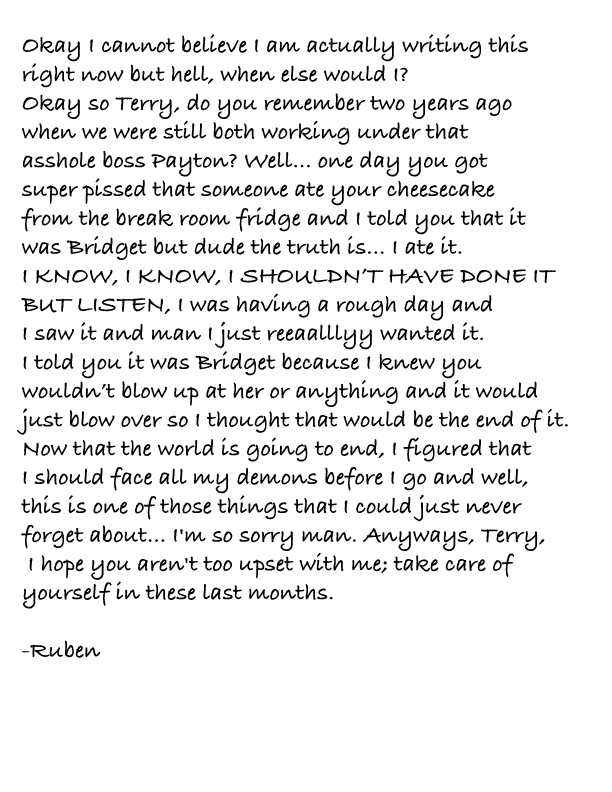 Okay I cannot believe I am actually writing this
right now but hell, when else would I?
Okay so Terry, do you remember two years ago
when we were still both working under that
asshole boss Payton? Well... one day you got
super pissed that someone ate your cheesecake
from the break room fridge and I told you that it
was Bridget but dude the truth is... I ate it.
I KNOW, I KNOW, I SHOULDN'T HAVE DONE IT
BUT LISTEN, I was having a rough day and
I saw it and man I just reeaalllyy wanted it.
I told you it was Bridget because I knew you
wouldn't blow up at her or anything and it would
just blow over so I thought that would be the end of it.
Now that the world is going to end, I figured that
I should face all my demons before I go and well,
this is one of those things that I could just never
forget about... I'm so sorry man. Anyways, Terry,
I hope you aren't too upset with me; take care of
yourself in these last months.
-Ruben